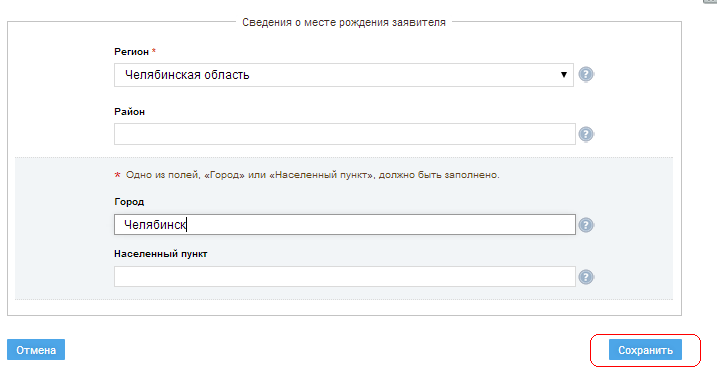 Сведения о месте рождения заявителя
Регион *
Челябинская область
?
Район
?
* Одно из полей, «Город» или «Населенный пункт», должно быть заполнено.
Город
Челябинск
?
Населенный пункт
?
Отмена
Сохранить